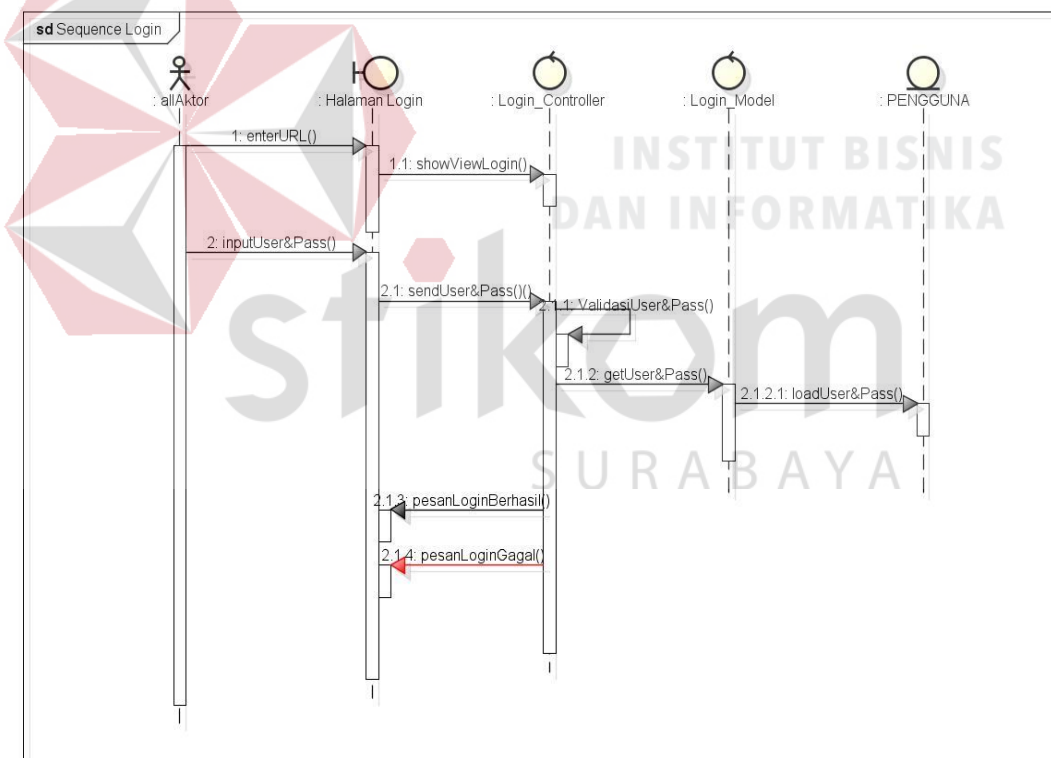 sd Sequence Login
: allAktor
: Halaman Login
: Login_Controller
: Login_Model
: PENGGUNA
1: enterURL()
1.1: showViewLogin()
INSTITUT BISNIS
DAN INFORMATIKA
2: inputUser&Pass()
2.1: sendUser&Pass()()
2.1.1: ValidasiUser&Pass()
stikom
2.1.2: getUser&Pass()
2.1.2.1: loadUser&Pass()
SURABAYA
2.1.3: pesanLoginBerhasil()
2.1.4: pesanLoginGagal()